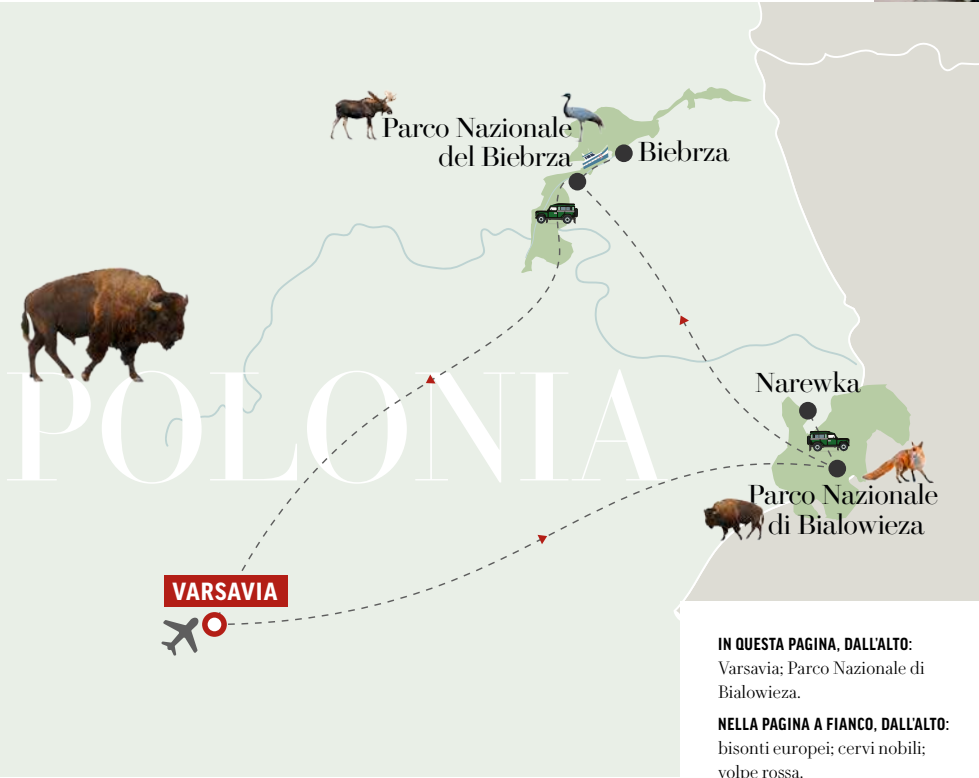 Parco Nazionale
del Biebrza
Biebrza
POLONIA
Narewka
Parco Nazionale
di Bialowieza
VARSAVIA
IN QUESTA PAGINA, DALL'ALTO:
Varsavia; Parco Nazionale di
Bialowieza.
NELLA PAGINA A FIANCO, DALL'ALTO:
bisonti europei; cervi nobili;
volpe rossa.